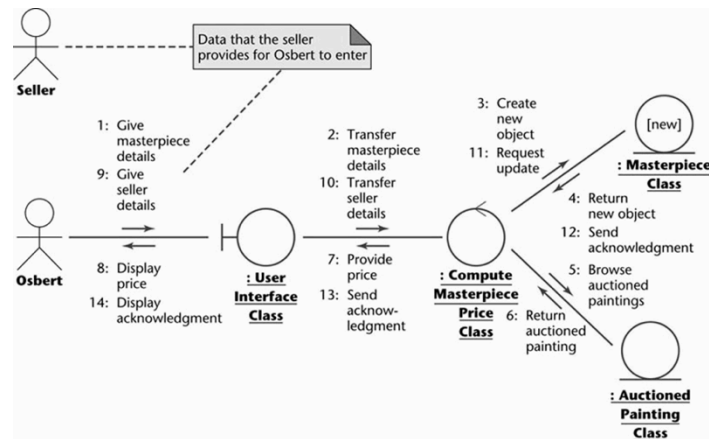 Data that the seller
provides for Osbert to enter
Seller
1: Give
masterpiece
details
9: Give
seller
details
2: Transfer
masterpiece
details
10: Transfer
seller
details
3: Create
new
object
11: Request
update
[new]
: Masterpiece
Class
4: Return
new object
12: Send
acknowledgment
5: Browse
auctioned
paintings
Osbert
8: Display
price
14: Display
acknowledgment
: User
Interface
Class
7: Provide
price
13: Send
acknow-
ledgment
: Compute
Masterpiece
Price
Class
6: Return
auctioned
painting
: Auctioned
Painting
Class